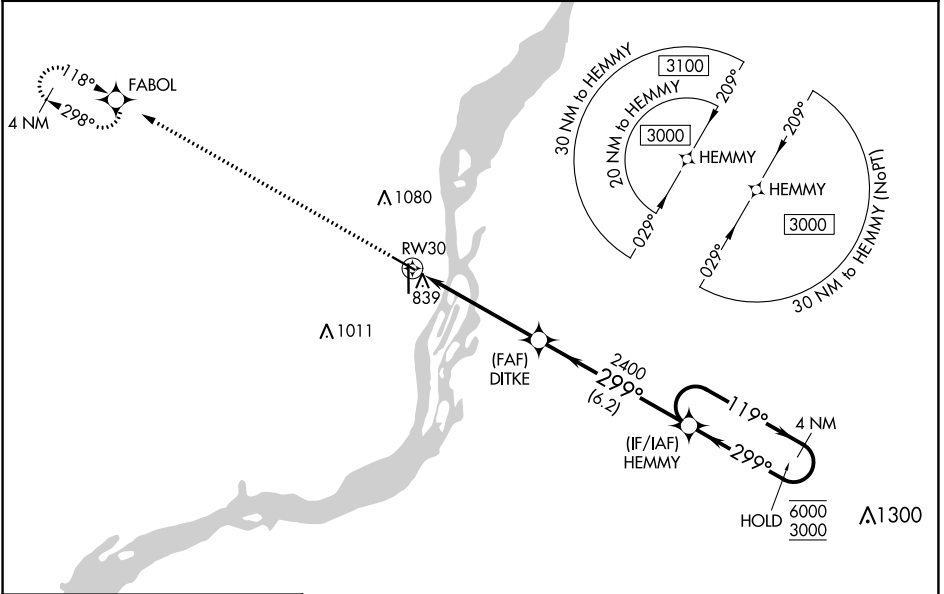 118°
298°
4 NM
FABOL
30 NM to HEMMY
3100
20 NM to HEMMY
3000
209°
HEMMY
029°
209°
HEMMY
3000
029°
30 NM to HEMMY (NoPT)
1080
RW30
839
1011
(FAF)
DITKE
2400
299°
(6.2)
(IF/IAF)
HEMMY
119°
4 NM
299°
HOLD
6000
3000
1300